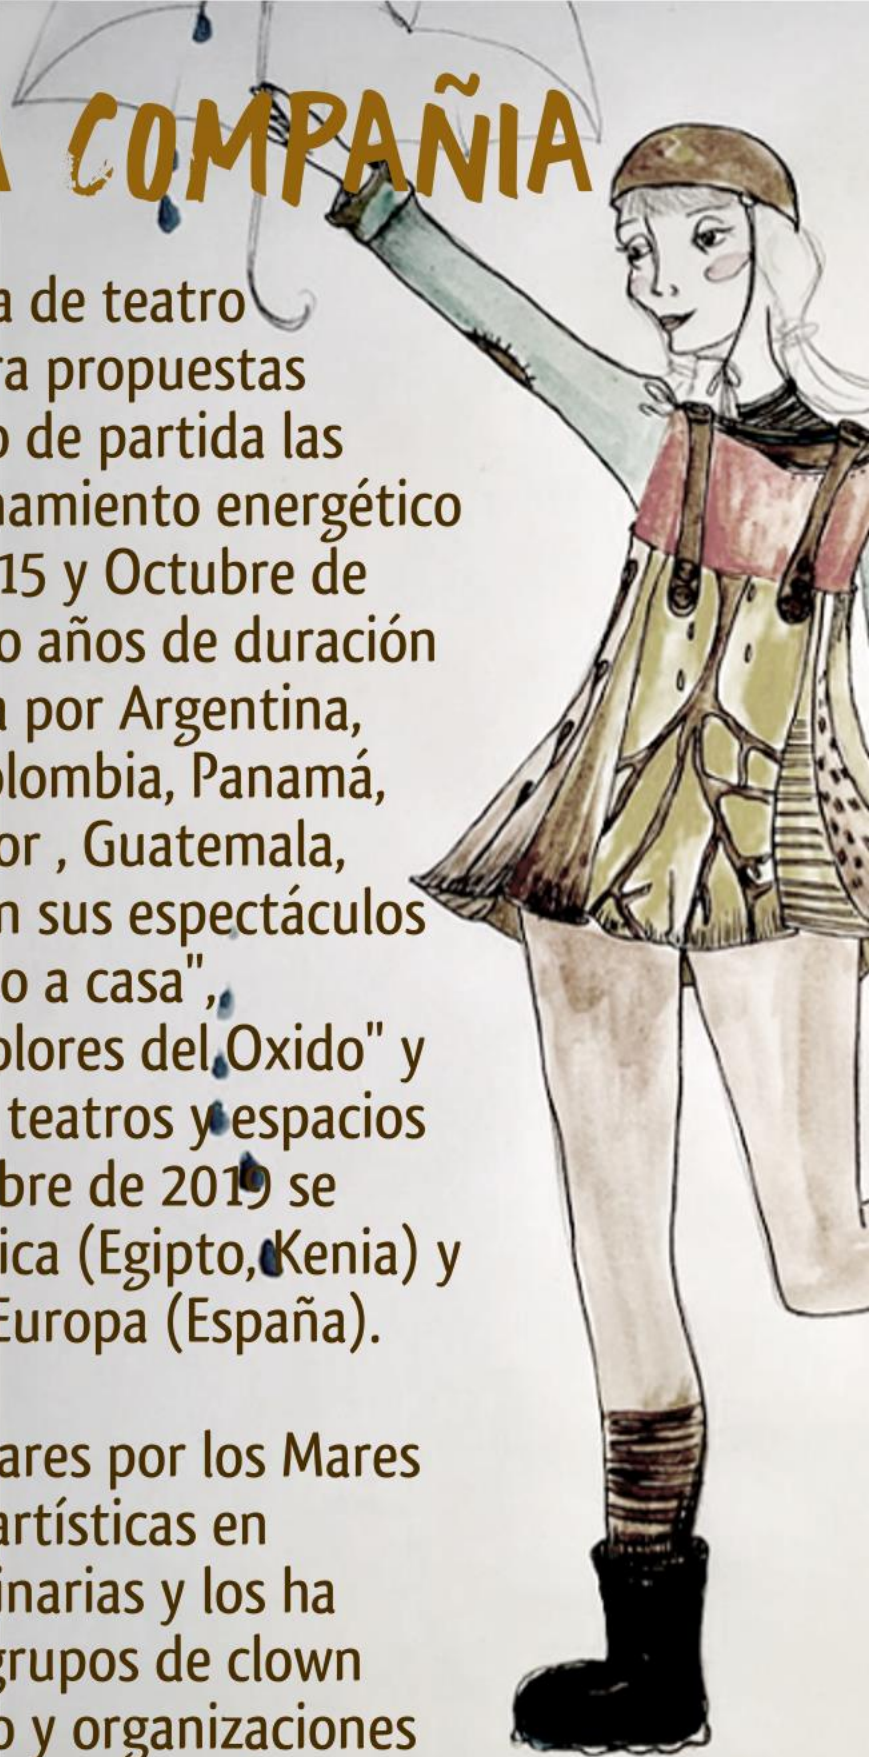 A COMPAÑIA
a de teatro
ra propuestas
o de partida las
namiento energético
15 y Octubre de
o años de duración
a por Argentina,
olombia, Panamá,
or , Guatemala,
n sus espectáculos
o a casa",
olores del Oxido" y
teatros y espacios
bre de 2019 se
ica (Egipto, Kenia) y
Europa (España).
ares por los Mares
artísticas en
inarias y los ha
grupos de clown
o y organizaciones